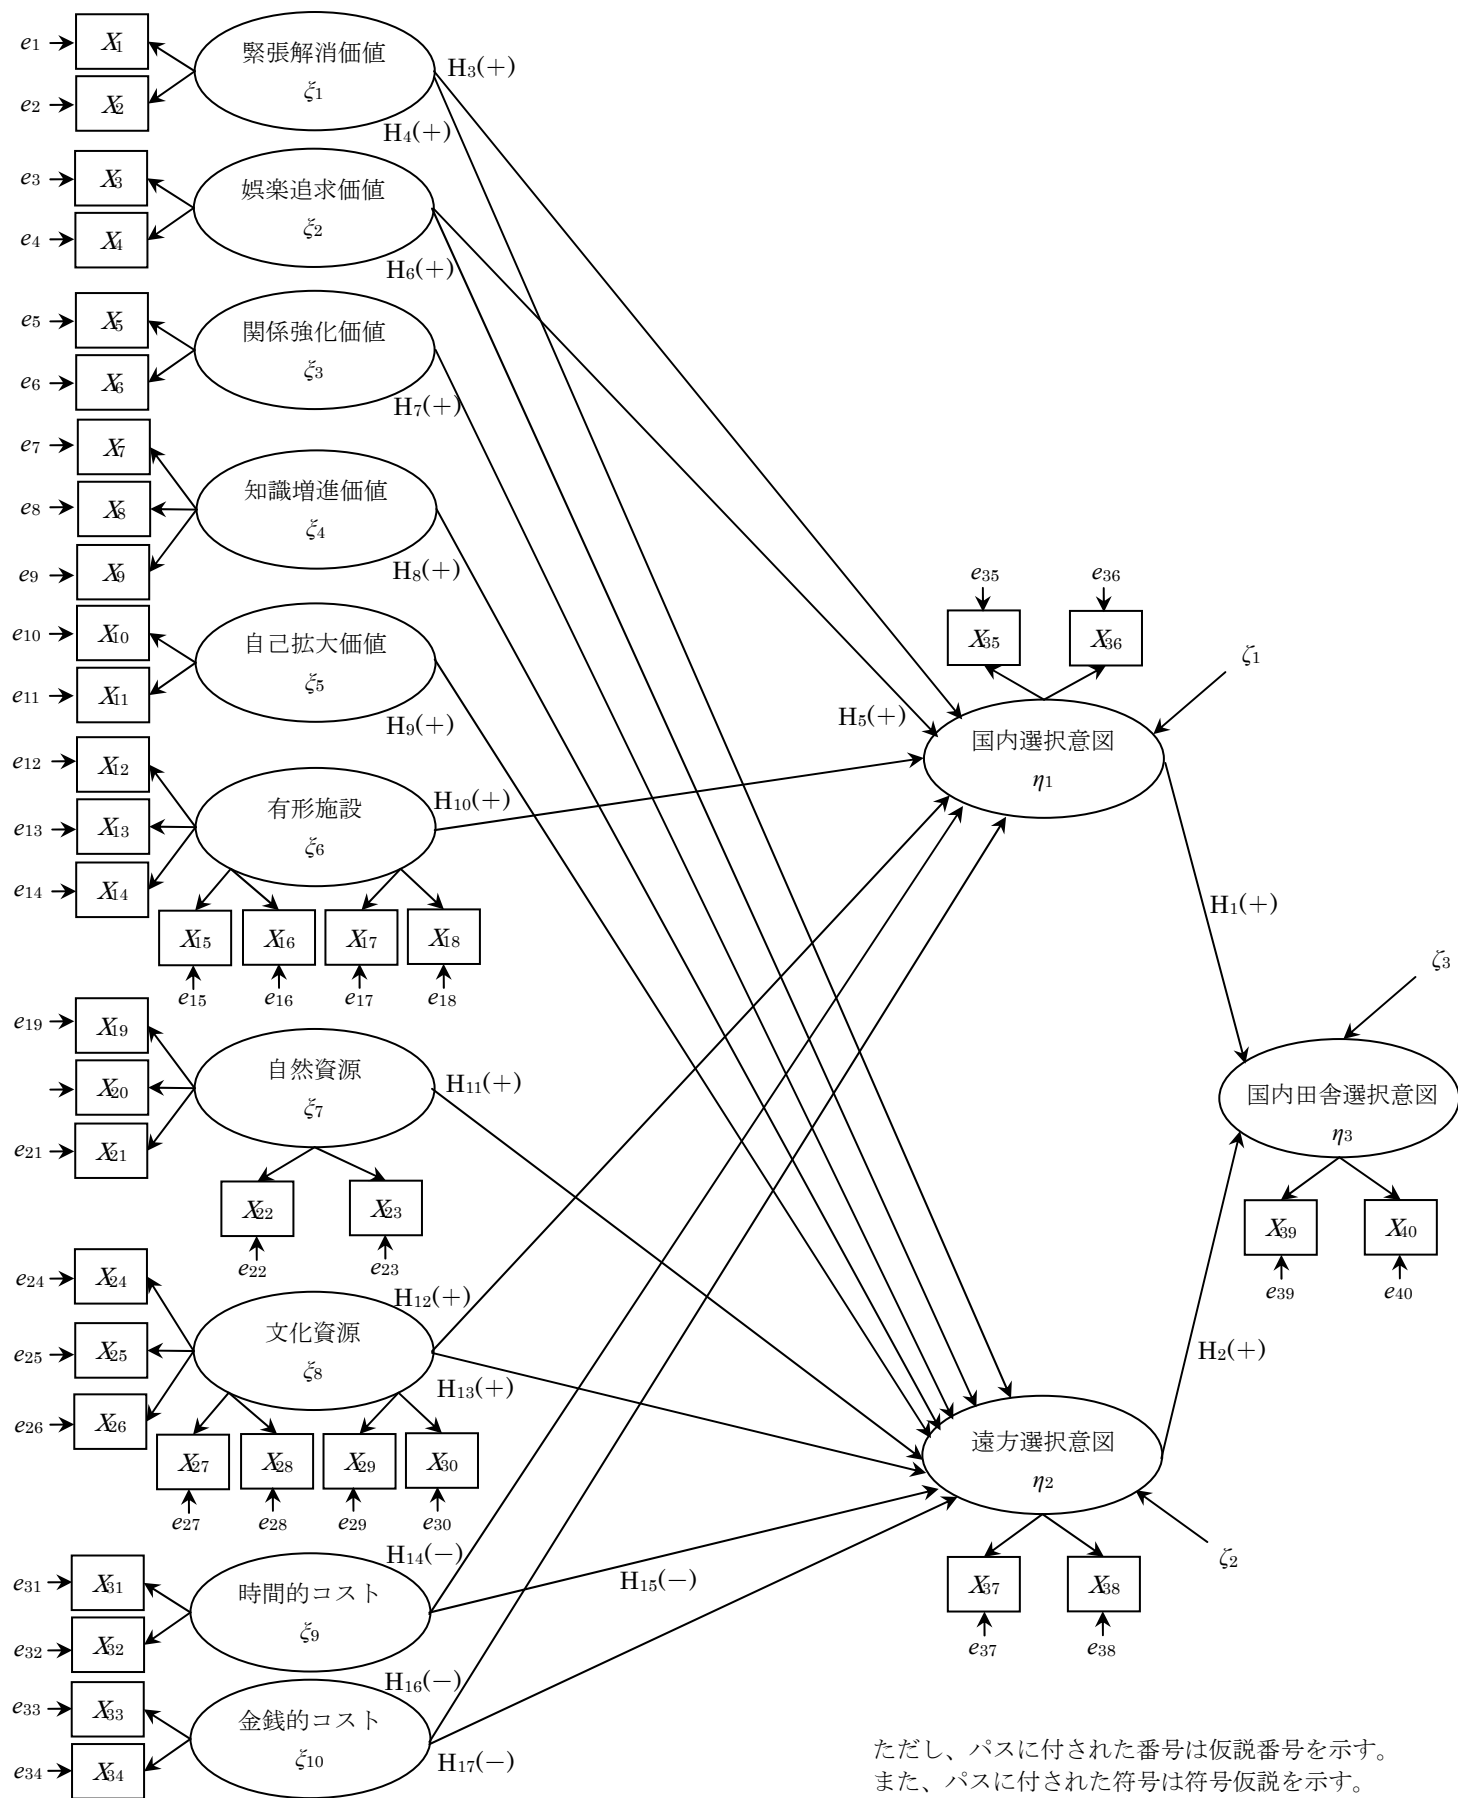 e1 X1 緊張解消価値 ξ1 H3(+)
e2 X2 H4(+)
e3 X3 娯楽追求価値 ξ2
e4 X4 H6(+)
e5 X5 関係強化価値 ξ3
e6 X6 H7(+)
e7 X7
e8 X8 知識増進価値 ξ4
e9 X9 H8(+)
e35 e36
X35 X36
e10 X10 自己拡大価値 ξ5
e11 X11 H9(+)
H5(+) ζ1
国内選択意図
η1
e12 X12
e13 X13 有形施設 ξ6 H10(+)
e14 X14
X15 X16 X17 X18
e15 e16 e17 e18
H1(+)
ζ3
e19 X19
X20 自然資源 ξ7 H11(+)
e21 X21
国内田舎選択意図
η3
X22 X23
e22 e23
X39 X40
e39 e40
e24 X24
e25 X25 文化資源 ξ8 H12(+)
e26 X26 H13(+)
H2(+)
X27 X28 X29 X30
e27 e28 e29 e30
遠方選択意図
η2
ζ2
X37 X38
e37 e38
e31 X31 時間的コスト ξ9 H14(−)
e32 X32 H15(−)
e33 X33 金銭的コスト ξ10 H16(−)
e34 X34 H17(−)
ただし、パスに付された番号は仮説番号を示す。
また、パスに付された符号は符号仮説を示す。